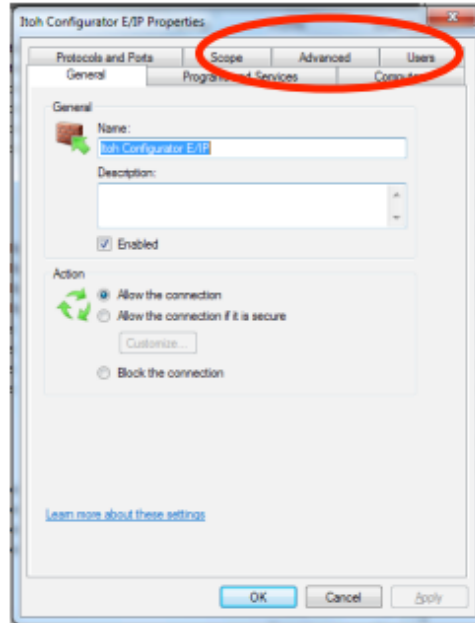 Itoh Configurator E/IP Properties
Protocols and Ports Scope Advanced Users
General Programs and Services Computers
General
Name:
Itoh Configurator E/IP
Description:
Enabled
Action
Allow the connection
Allow the connection if it is secure
Customize...
Block the connection
Learn more about these settings
OK Cancel Apply